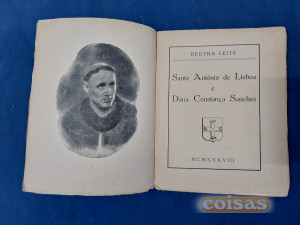 BERTHA LEITE
Santo António de Lisboa
e
Dona Constança Sanches
MCMXXXVIII
coisas